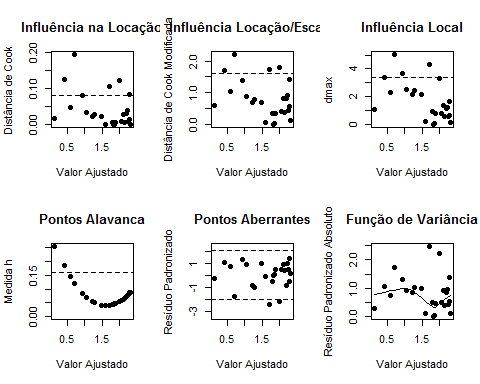 Influência na Locação
Distância de Cook
0.00 0.10 0.20
0.5 1.5
Valor Ajustado
Influência Locação/Esca
Distância de Cook Modificada
0.0 1.0 2.0
0.5 1.5
Valor Ajustado
Influência Local
dmax
0 2 4
0.5 1.5
Valor Ajustado
Pontos Alavanca
Medida h
0.00 0.15
0.5 1.5
Valor Ajustado
Pontos Aberrantes
Resíduo Padronizado
-3 -1 1
0.5 1.5
Valor Ajustado
Função de Variância
Resíduo Padronizado Absoluto
0.0 1.0 2.0
0.5 1.5
Valor Ajustado